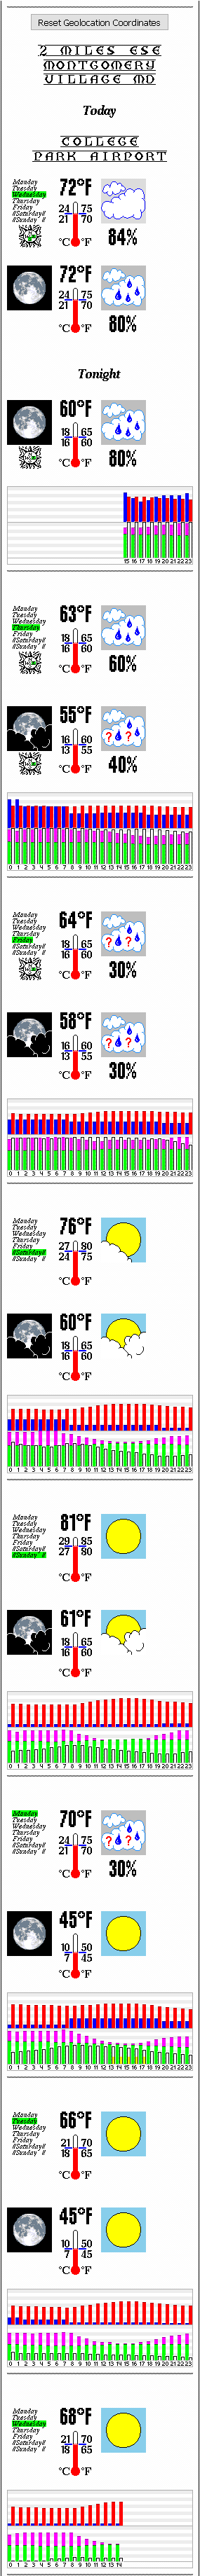 Reset Geolocation Coordinates
2 MILES ESE
MONTGOMERY
VILLAGE MD
Today
COLLEGE
PARK AIRPORT
Monday
Tuesday
Wednesday
Thursday
Friday
#Saturday#
#Sunday^#
72°F
24 75
21 70
°C °F
84%
72°F
24 75
21 70
°C °F
80%
Tonight
60°F
18 65
16 60
°C °F
80%
15 16 17 18 19 20 21 22 23
Monday
Tuesday
Wednesday
Thursday
Friday
#Saturday#
#Sunday^#
63°F
18 65
16 60
°C °F
60%
55°F
16 60
13 55
°C °F
? ?
40%
0 1 2 3 4 5 6 7 8 9 10 11 12 13 14 15 16 17 18 19 20 21 22 23
Monday
Tuesday
Wednesday
Thursday
Friday
#Saturday#
#Sunday^#
64°F
18 65
16 60
°C °F
? ?
30%
58°F
16 60
13 55
°C °F
? ?
30%
0 1 2 3 4 5 6 7 8 9 10 11 12 13 14 15 16 17 18 19 20 21 22 23
Monday
Tuesday
Wednesday
Thursday
Friday
#Saturday#
#Sunday^#
76°F
27 80
24 75
°C °F
60°F
18 65
16 60
°C °F
0 1 2 3 4 5 6 7 8 9 10 11 12 13 14 15 16 17 18 19 20 21 22 23
Monday
Tuesday
Wednesday
Thursday
Friday
#Saturday#
#Sunday^#
81°F
29 85
27 80
°C °F
61°F
18 65
16 60
°C °F
0 1 2 3 4 5 6 7 8 9 10 11 12 13 14 15 16 17 18 19 20 21 22 23
Monday
Tuesday
Wednesday
Thursday
Friday
#Saturday#
#Sunday^#
70°F
24 75
21 70
°C °F
? ?
30%
45°F
10 50
7 45
°C °F
0 1 2 3 4 5 6 7 8 9 10 11 12 13 14 15 16 17 18 19 20 21 22 23
Monday
Tuesday
Wednesday
Thursday
Friday
#Saturday#
#Sunday^#
66°F
21 70
18 65
°C °F
45°F
10 50
7 45
°C °F
0 1 2 3 4 5 6 7 8 9 10 11 12 13 14 15 16 17 18 19 20 21 22 23
Monday
Tuesday
Wednesday
Thursday
Friday
#Saturday#
#Sunday^#
68°F
21 70
18 65
°C °F
0 1 2 3 4 5 6 7 8 9 10 11 12 13 14